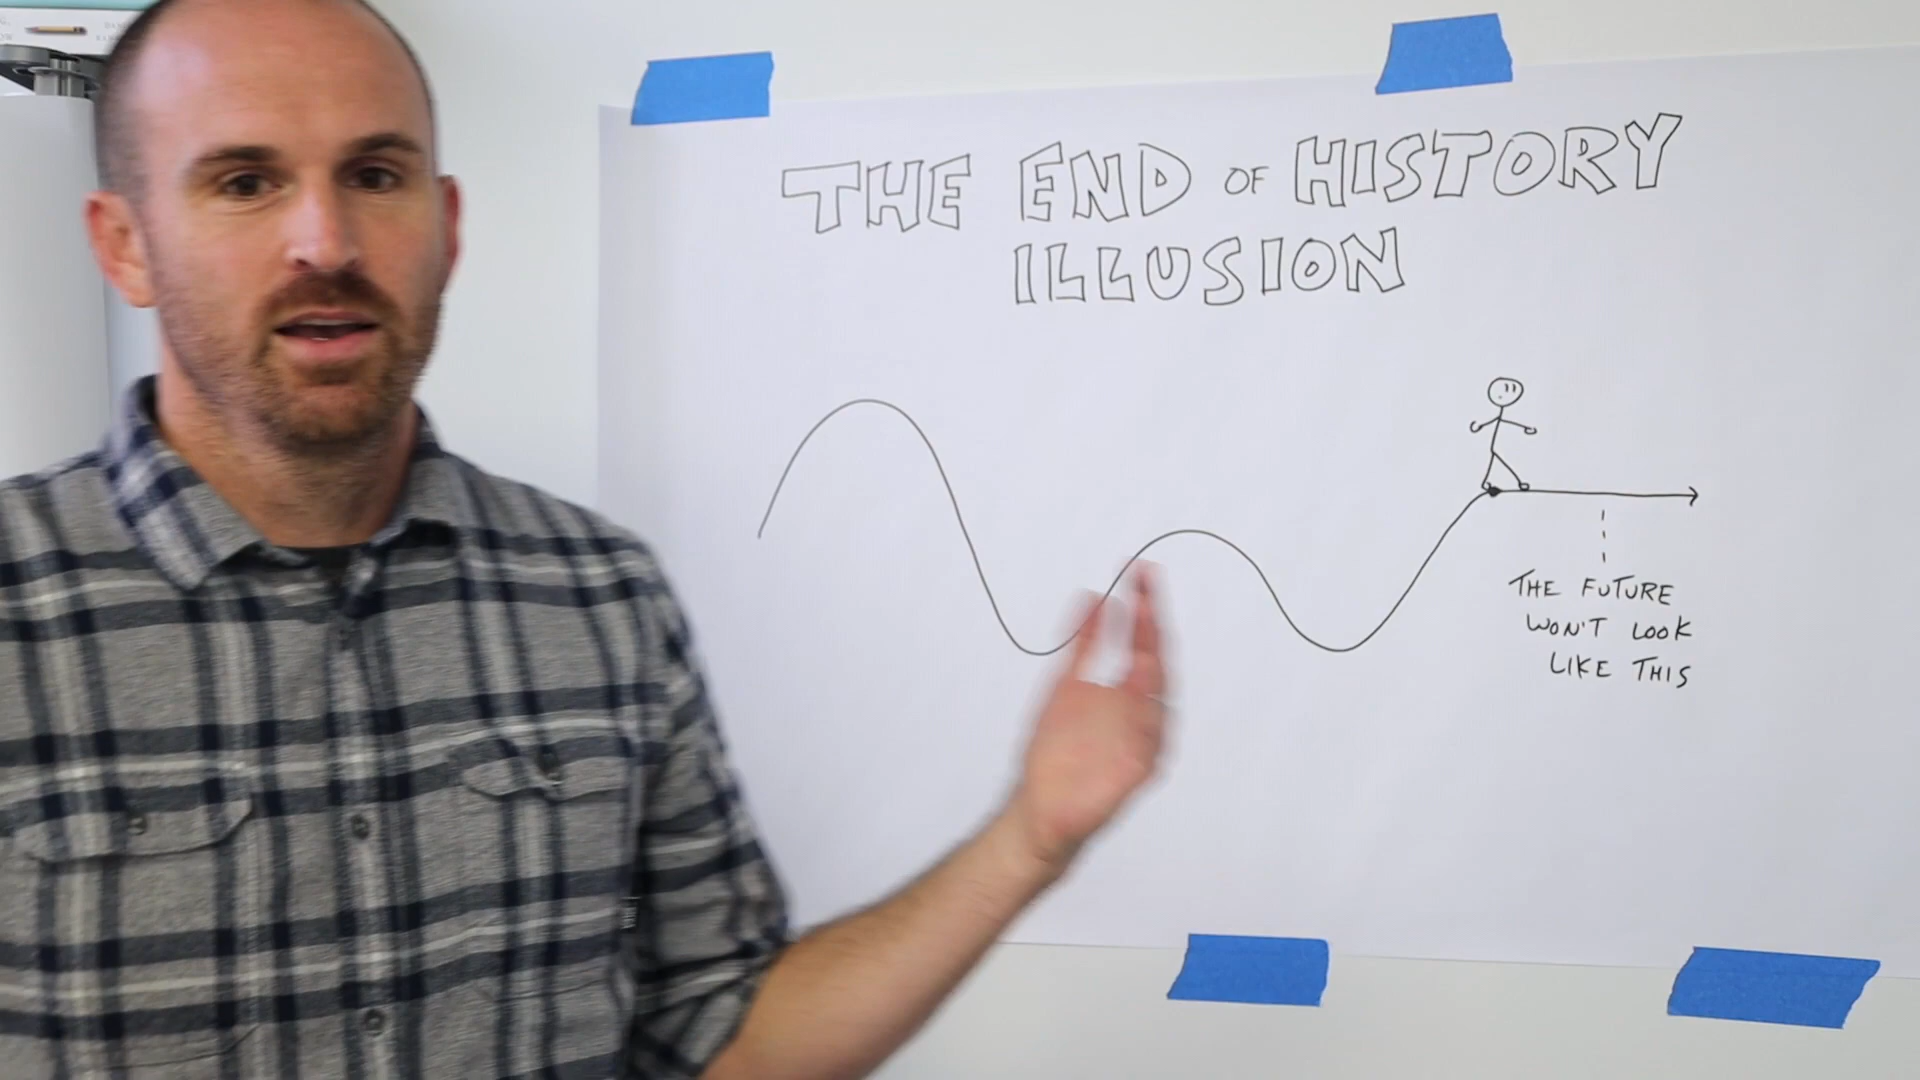 THE END OF HISTORY
ILLUSION
THE FUTURE
WON'T LOOK
LIKE THIS